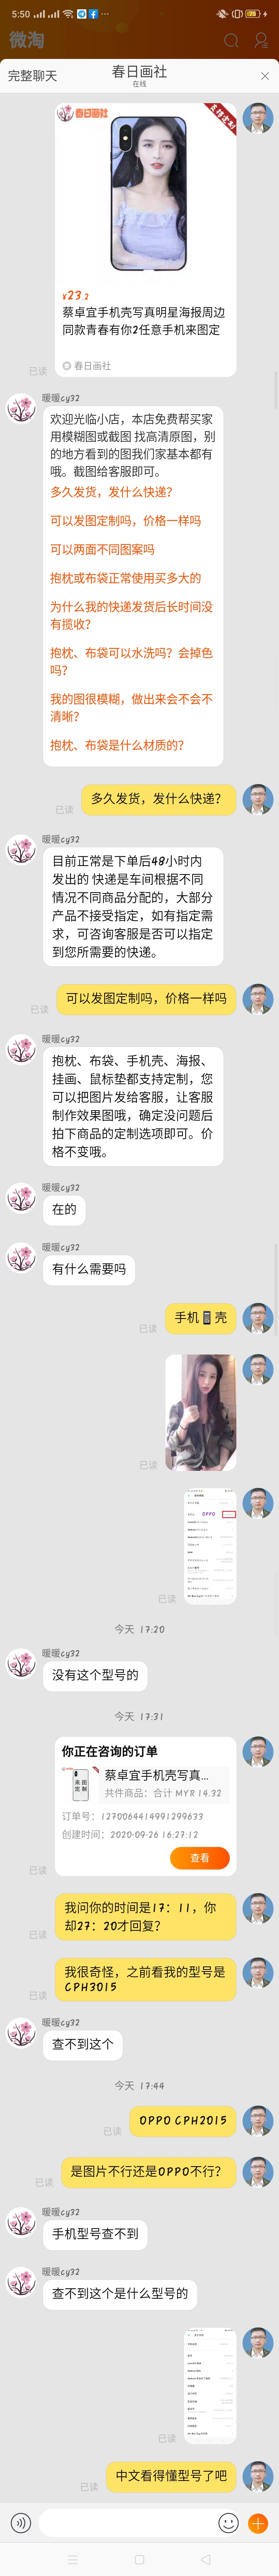 5:50
微淘
完整聊天
春日画社
在线
春日画社
¥23.2
蔡卓宜手机壳写真明星海报周边
同款青春有你2任意手机来图定
春日画社
已读
暖暖cy32
欢迎光临小店，本店免费帮买家
用模糊图或截图 找高清原图，别
的地方看到的图我们家基本都有
哦。截图给客服即可。
多久发货，发什么快递？
可以发图定制吗，价格一样吗
可以两面不同图案吗
抱枕或布袋正常使用买多大的
为什么我的快递发货后长时间没
有揽收？
抱枕、布袋可以水洗吗？会掉色
吗？
我的图很模糊，做出来会不会不
清晰？
抱枕、布袋是什么材质的？
多久发货，发什么快递？
已读
暖暖cy32
目前正常是下单后48小时内
发出的 快递是车间根据不同
情况不同商品分配的，大部分
产品不接受指定，如有指定需
求，可咨询客服是否可以指定
到您所需要的快递。
可以发图定制吗，价格一样吗
已读
暖暖cy32
抱枕、布袋、手机壳、海报、
挂画、鼠标垫都支持定制，您
可以把图片发给客服，让客服
制作效果图哦，确定没问题后
拍下商品的定制选项即可。价
格不变哦。
暖暖cy32
在的
暖暖cy32
有什么需要吗
手机📱壳
已读
已读
OPPO
已读
今天 17:20
暖暖cy32
没有这个型号的
今天 17:31
你正在咨询的订单
来图
未定制
蔡卓宜手机壳写真...
共件商品：合计 MYR 14.32
订单号：1270064414991299633
创建时间：2020-09-26 16:27:12
查看
已读
我问你的时间是17：11，你
却27：20才回复？
已读
我很奇怪，之前看我的型号是
CPH3015
已读
暖暖cy32
查不到这个
今天 17:44
OPPO CPH2015
已读
是图片不行还是OPPO不行？
已读
暖暖cy32
手机型号查不到
暖暖cy32
查不到这个是什么型号的
已读
中文看得懂型号了吧
已读